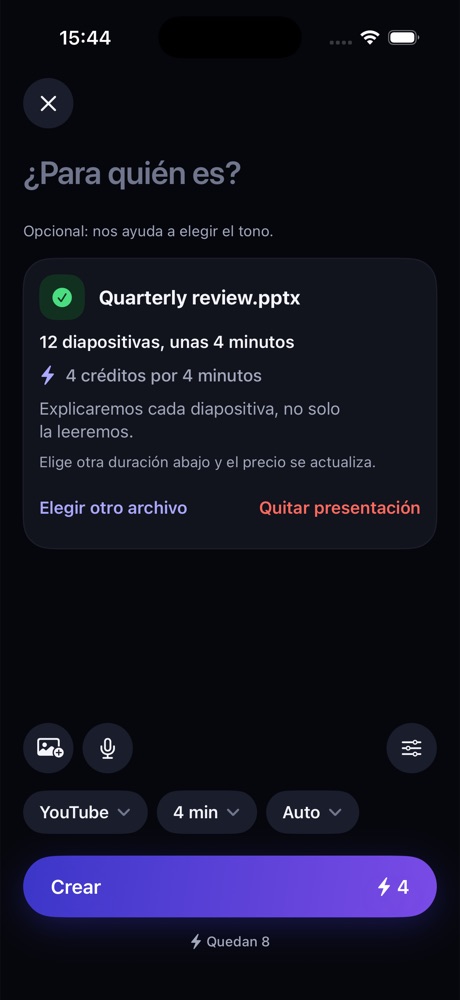 15:44
¿Para quién es?
Opcional: nos ayuda a elegir el tono.
Quarterly review.pptx
12 diapositivas, unas 4 minutos
4 créditos por 4 minutos
Explicaremos cada diapositiva, no solo
la leeremos.
Elige otra duración abajo y el precio se actualiza.
Elegir otro archivo
Quitar presentación
YouTube
4 min
Auto
Crear
4
Quedan 8